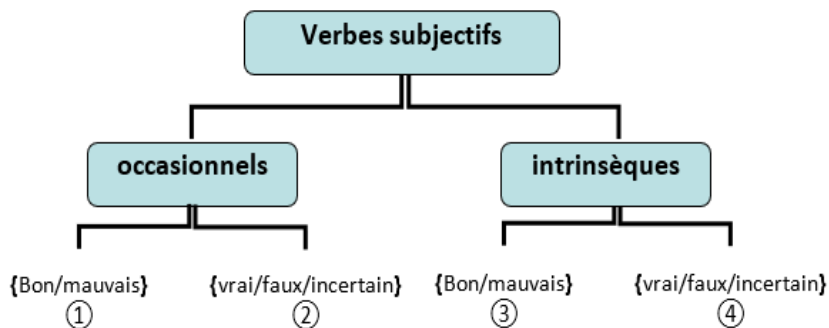 Verbes subjectifs
occasionnels intrinsèques
{Bon/mauvais} {vrai/faux/incertain} {Bon/mauvais} {vrai/faux/incertain}
① ② ③ ④